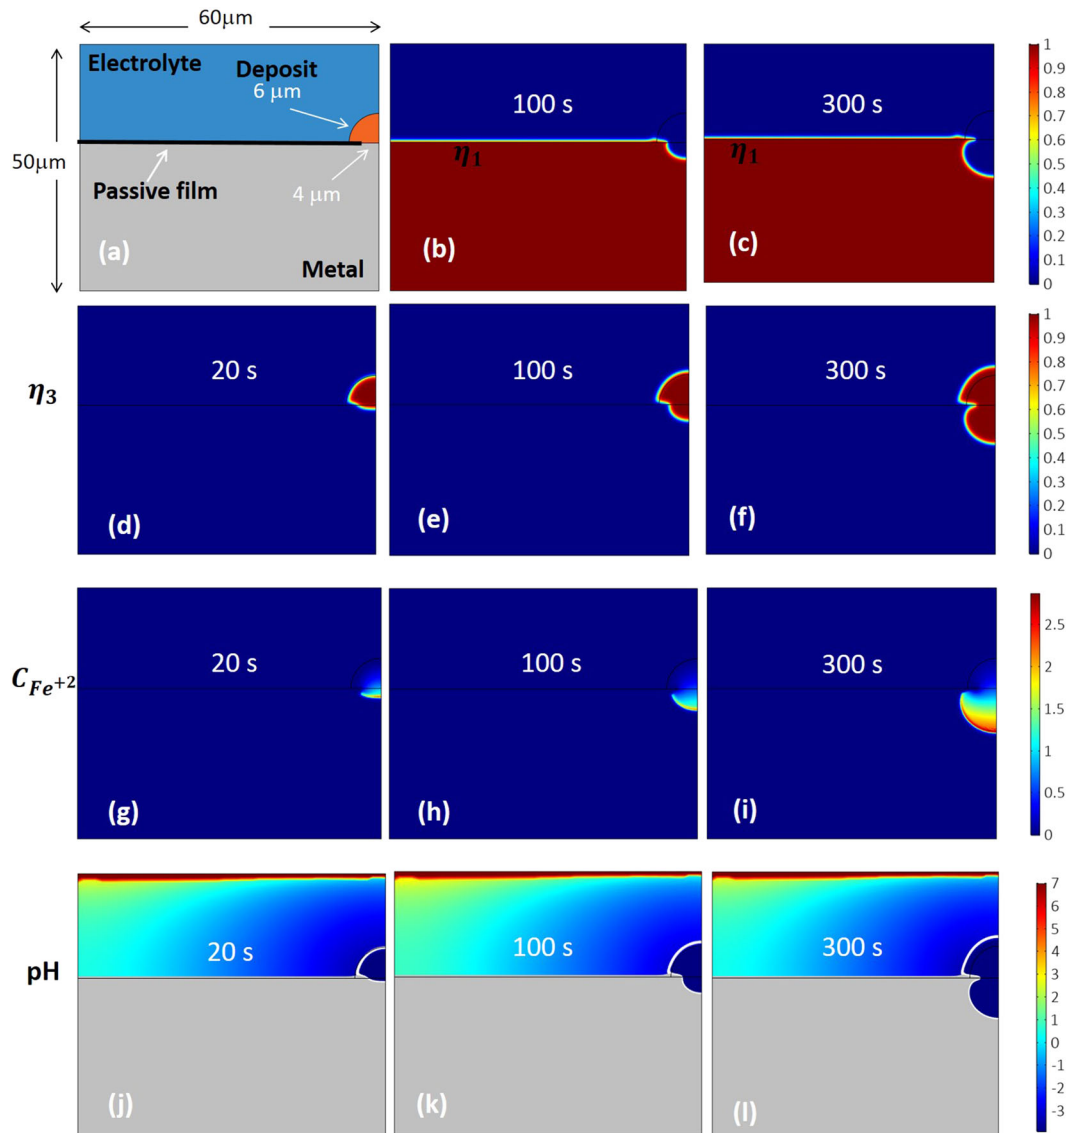 60μm
50μm
Electrolyte
Deposit
6 μm
Passive film
4 μm
(a)
Metal
100 s
η₁
(b)
300 s
η₁
(c)
1
0.9
0.8
0.7
0.6
0.5
0.4
0.3
0.2
0.1
0
η₃
20 s
(d)
100 s
(e)
300 s
(f)
1
0.9
0.8
0.7
0.6
0.5
0.4
0.3
0.2
0.1
0
C_{Fe^{+2}}
20 s
(g)
100 s
(h)
300 s
(i)
2.5
2
1.5
1
0.5
0
pH
20 s
(j)
100 s
(k)
300 s
(l)
7
6
5
4
3
2
1
0
-1
-2
-3